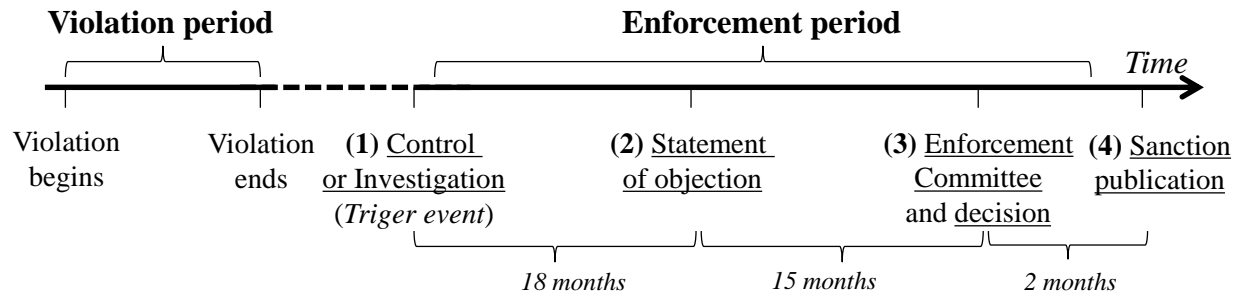 Violation period
Enforcement period
Time
Violation
begins
Violation
ends
(1) Control
or Investigation
(Triger event)
(2) Statement
of objection
(3) Enforcement
Committee
and decision
(4) Sanction
publication
18 months
15 months
2 months